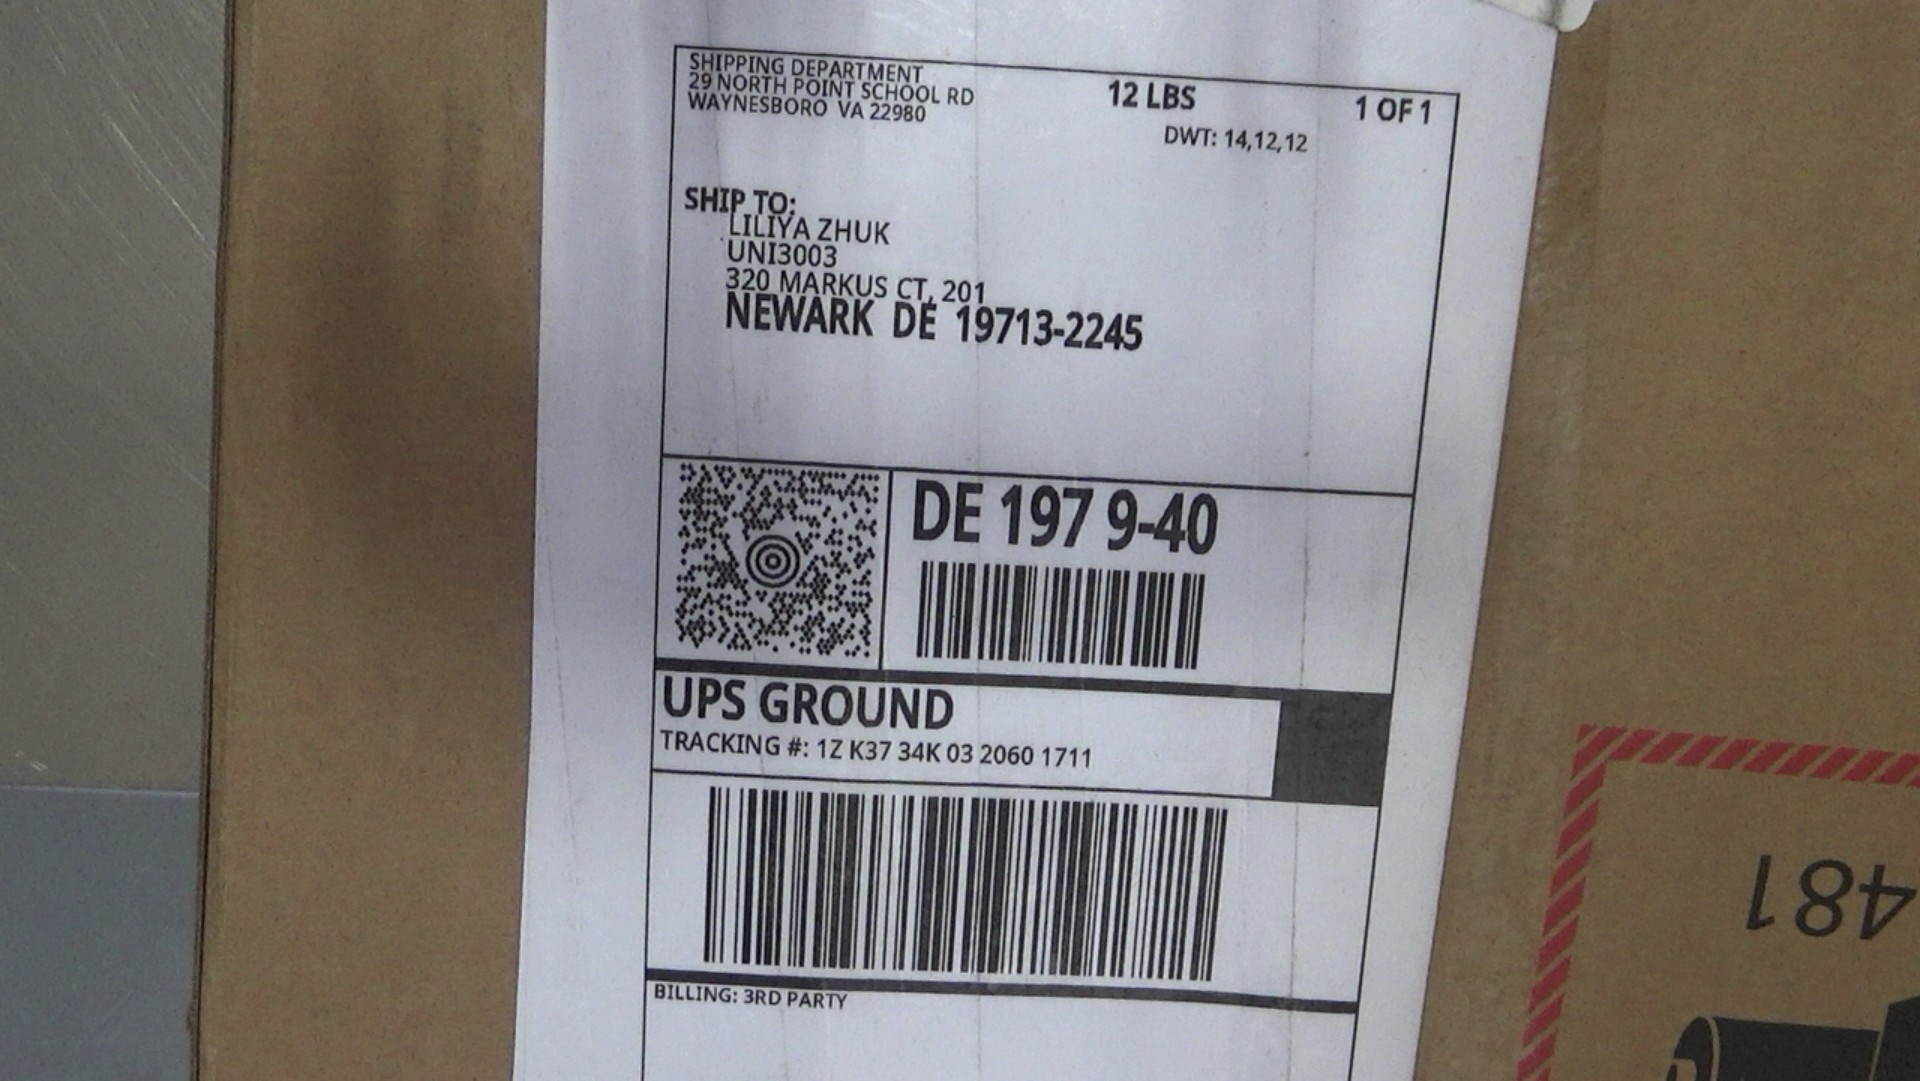 SHIPPING DEPARTMENT
29 NORTH POINT SCHOOL RD
WAYNESBORO VA 22980
12 LBS
1 OF 1
DWT: 14,12,12
SHIP TO:
LILIYA ZHUK
UNI3003
320 MARKUS CT, 201
NEWARK DE 19713-2245
DE 197 9-40
UPS GROUND
TRACKING #: 1Z K37 34K 03 2060 1711
BILLING: 3RD PARTY
481